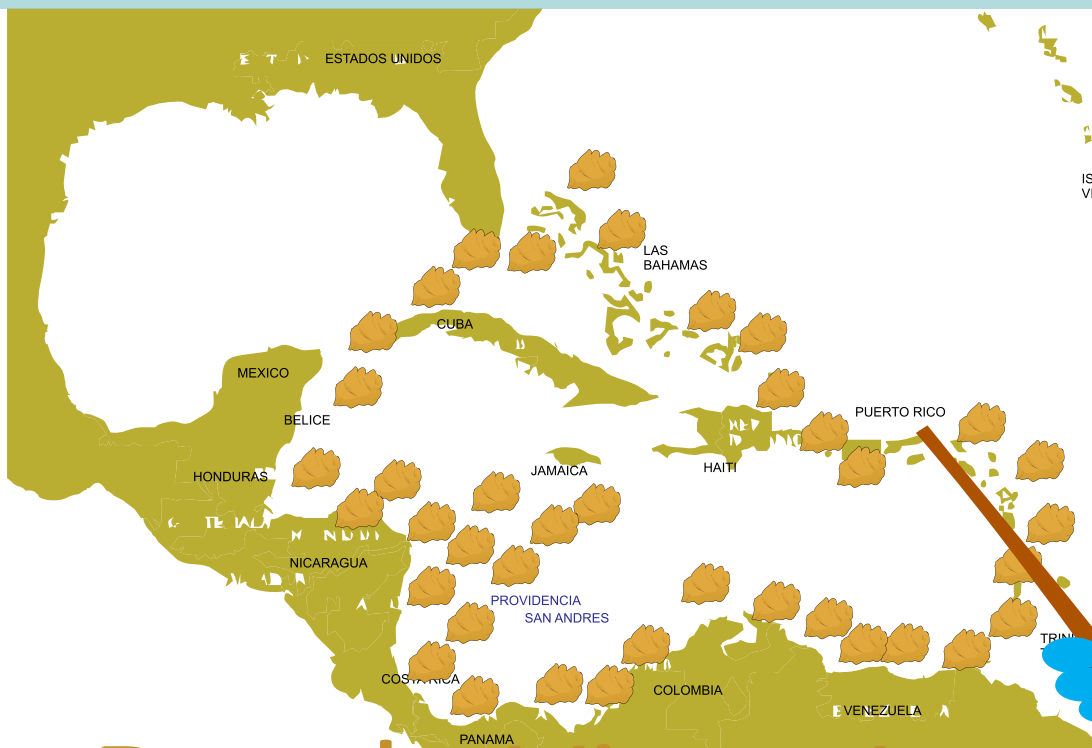 ESTADOS UNIDOS
LAS
BAHAMAS
CUBA
MEXICO
BELICE
PUERTO RICO
HONDURAS
JAMAICA
HAITI
NICARAGUA
PROVIDENCIA
SAN ANDRES
COSTA RICA
COLOMBIA
VENEZUELA
PANAMA